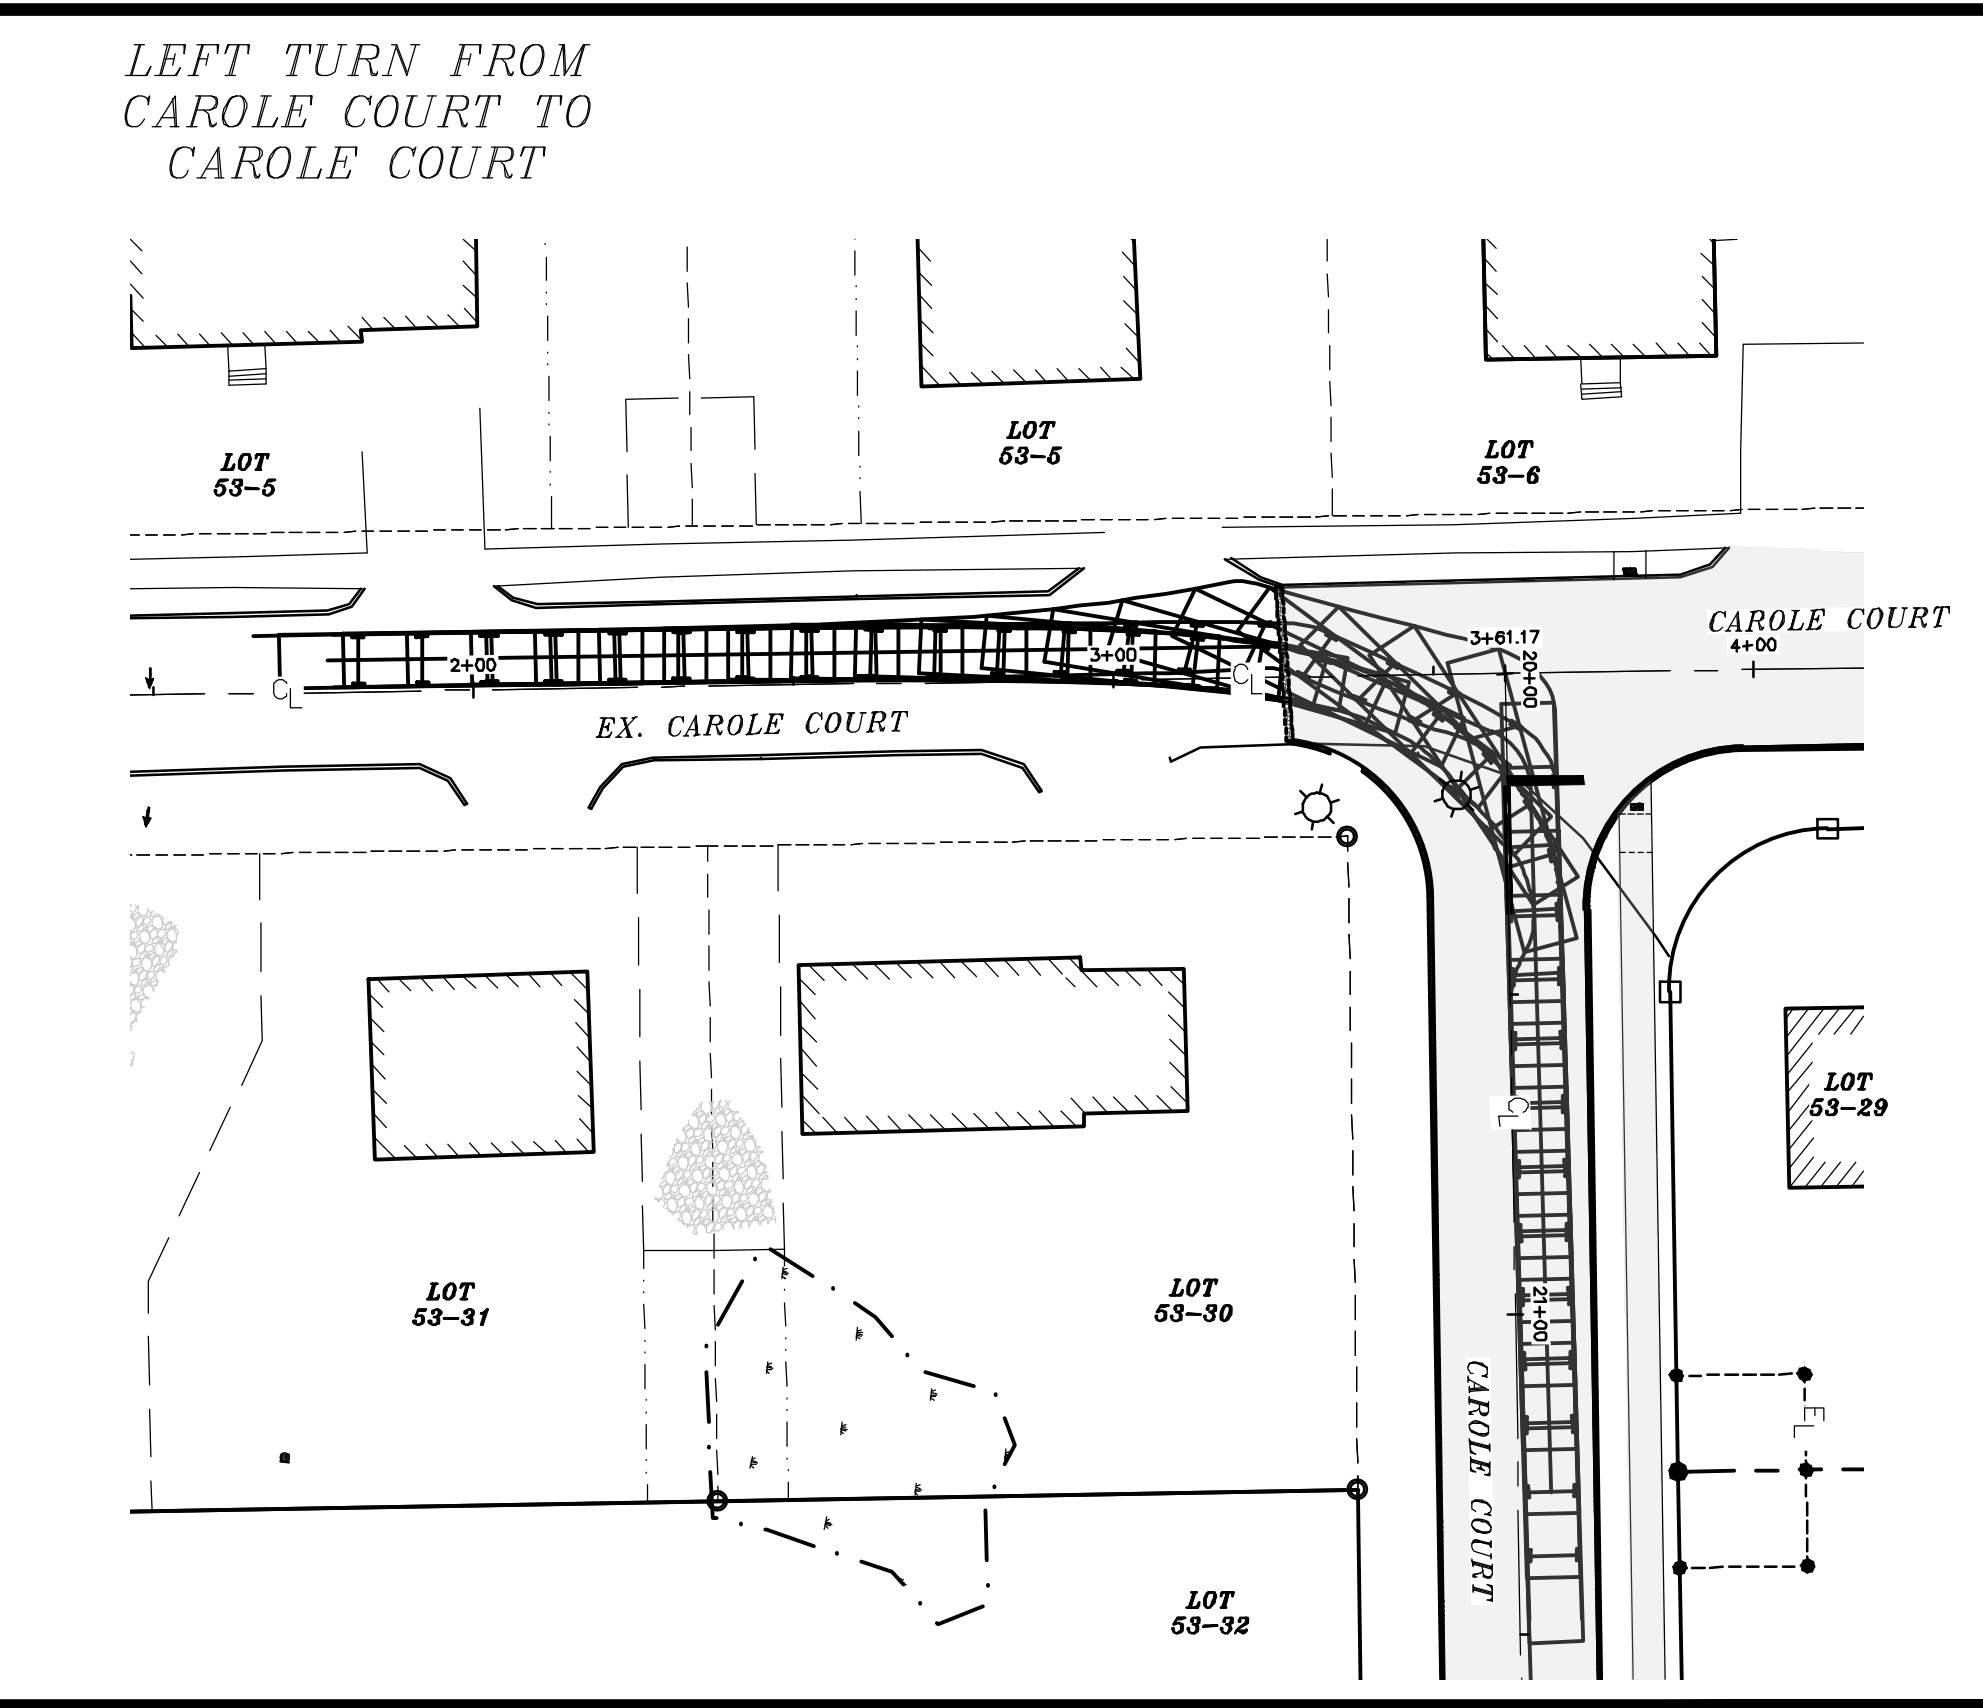 LEFT TURN FROM
CAROLE COURT TO
CAROLE COURT
LOT
53-5
LOT
53-5
LOT
53-6
CAROLE COURT
3+61.17
4+00
20+00
2+00
3+00
CL
CL
EX. CAROLE COURT
LOT
53-29
CL
LOT
53-31
LOT
53-30
21+00
CAROLE COURT
LOT
53-32